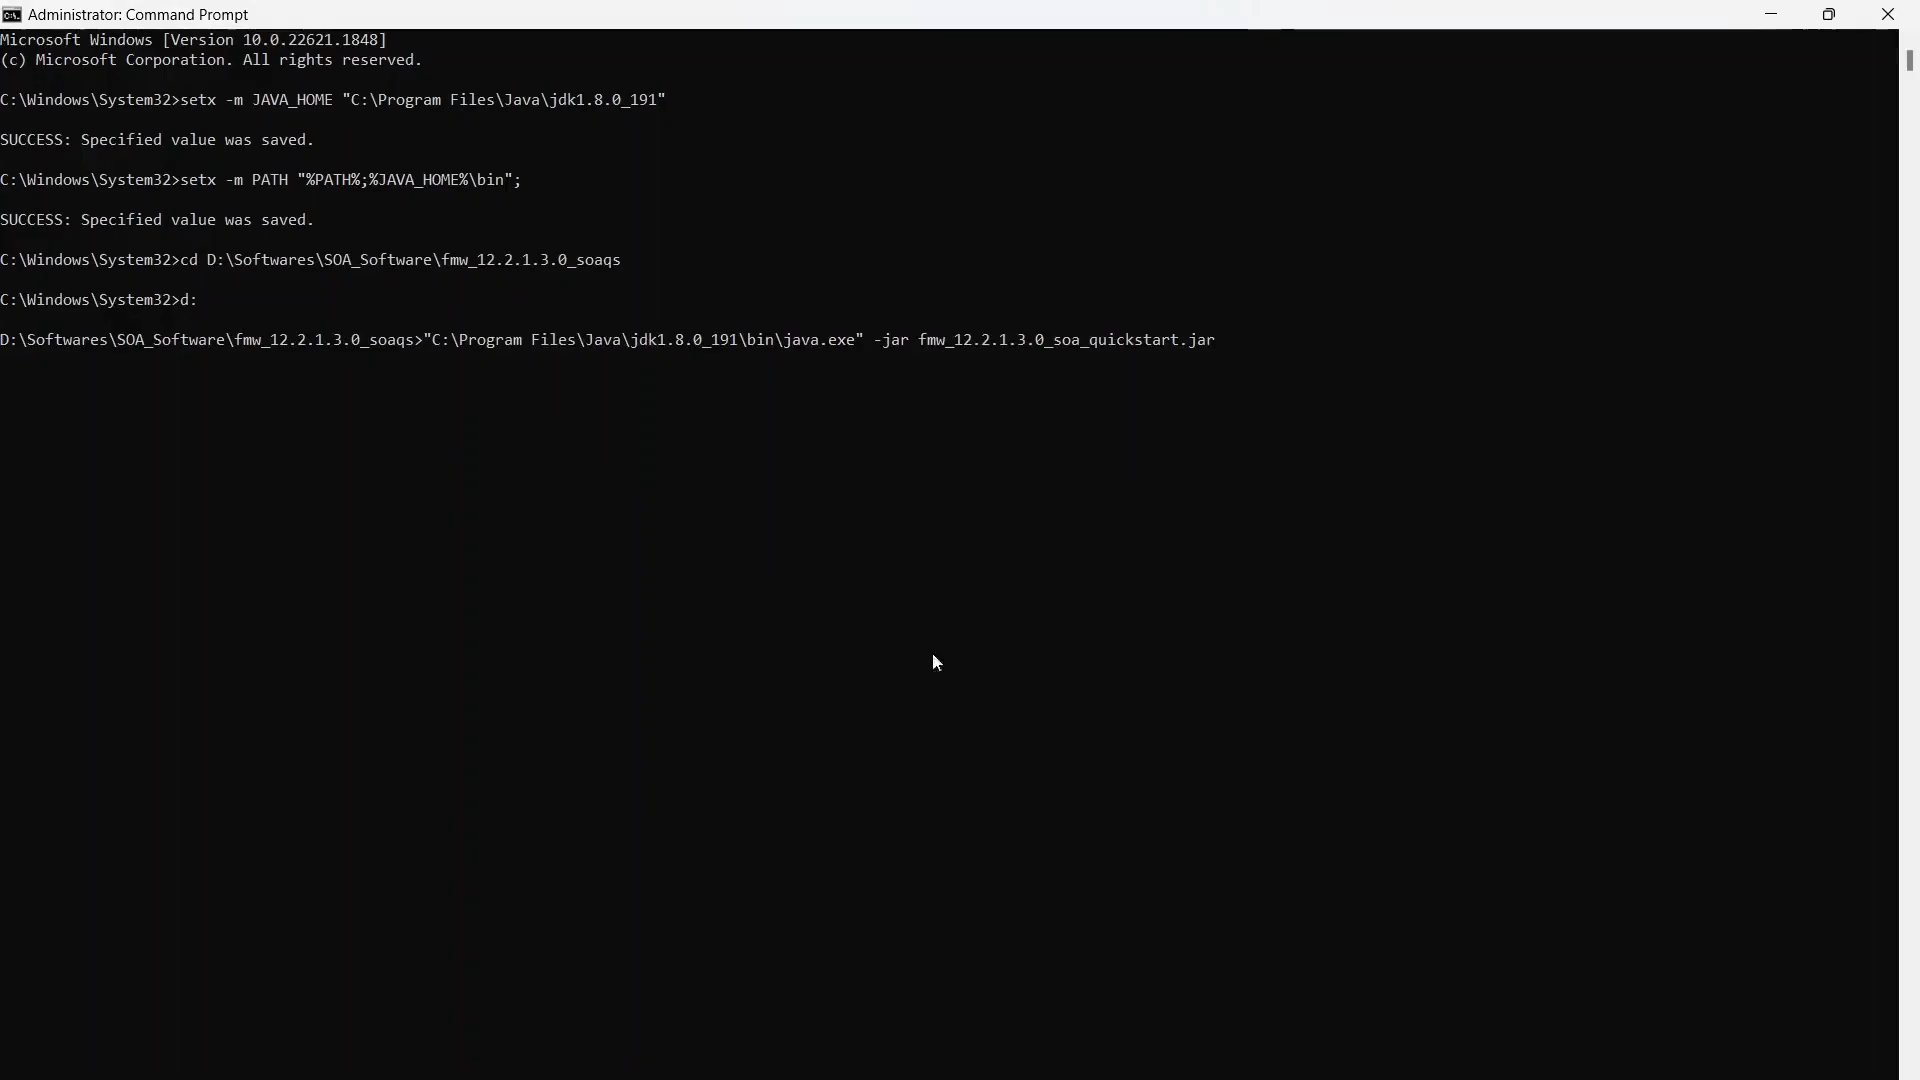 Administrator: Command Prompt
Microsoft Windows [Version 10.0.22621.1848]
(c) Microsoft Corporation. All rights reserved.
C:\Windows\System32>setx -m JAVA_HOME "C:\Program Files\Java\jdk1.8.0_191"
SUCCESS: Specified value was saved.
C:\Windows\System32>setx -m PATH "%PATH%;%JAVA_HOME%\bin";
SUCCESS: Specified value was saved.
C:\Windows\System32>cd D:\Softwares\SOA_Software\fmw_12.2.1.3.0_soaqs
C:\Windows\System32>d:
D:\Softwares\SOA_Software\fmw_12.2.1.3.0_soaqs>"C:\Program Files\Java\jdk1.8.0_191\bin\java.exe" -jar fmw_12.2.1.3.0_soa_quickstart.jar